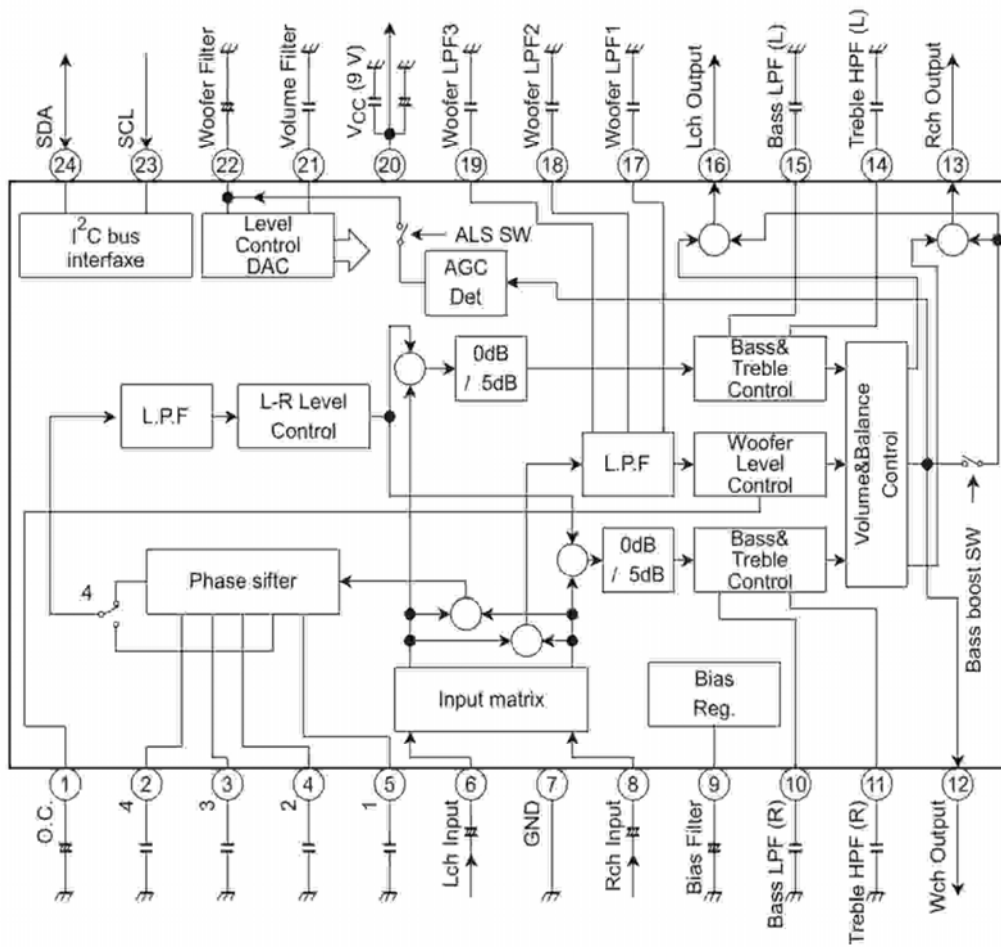 SDA
SCL
Woofer Filter
Volume Filter
VCC (9 V)
Woofer LPF3
Woofer LPF2
Woofer LPF1
Lch Output
Bass LPF (L)
Treble HPF (L)
Rch Output
24
23
22
21
20
19
18
17
16
15
14
13
I2C bus
interfaxe
Level
Control
DAC
ALS SW
AGC
Det
0dB
/ 5dB
Bass&
Treble
Control
L.P.F
L-R Level
Control
L.P.F
Woofer
Level
Control
Volume&Balance
Control
0dB
/ 5dB
Bass&
Treble
Control
Bass boost SW
4
Phase sifter
Input matrix
Bias
Reg.
1
2
3
4
5
6
7
8
9
10
11
12
O.C.
4
3
2
1
Lch Input
GND
Rch Input
Bias Filter
Bass LPF (R)
Treble HPF (R)
Wch Output